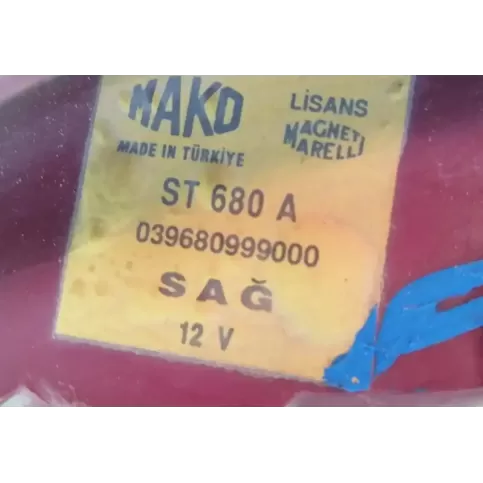 MAKO LİSANS
MADE IN TÜRKİYE MAGNETI MARELLI
ST 680 A
039680999000
SAĞ
12 V